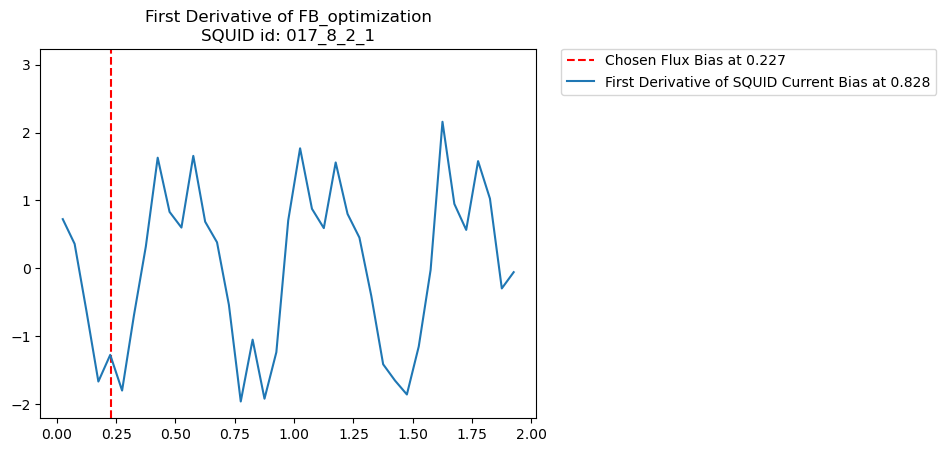 First Derivative of FB_optimization
SQUID id: 017_8_2_1
Chosen Flux Bias at 0.227
First Derivative of SQUID Current Bias at 0.828
3
2
1
0
−1
−2
0.00 0.25 0.50 0.75 1.00 1.25 1.50 1.75 2.00